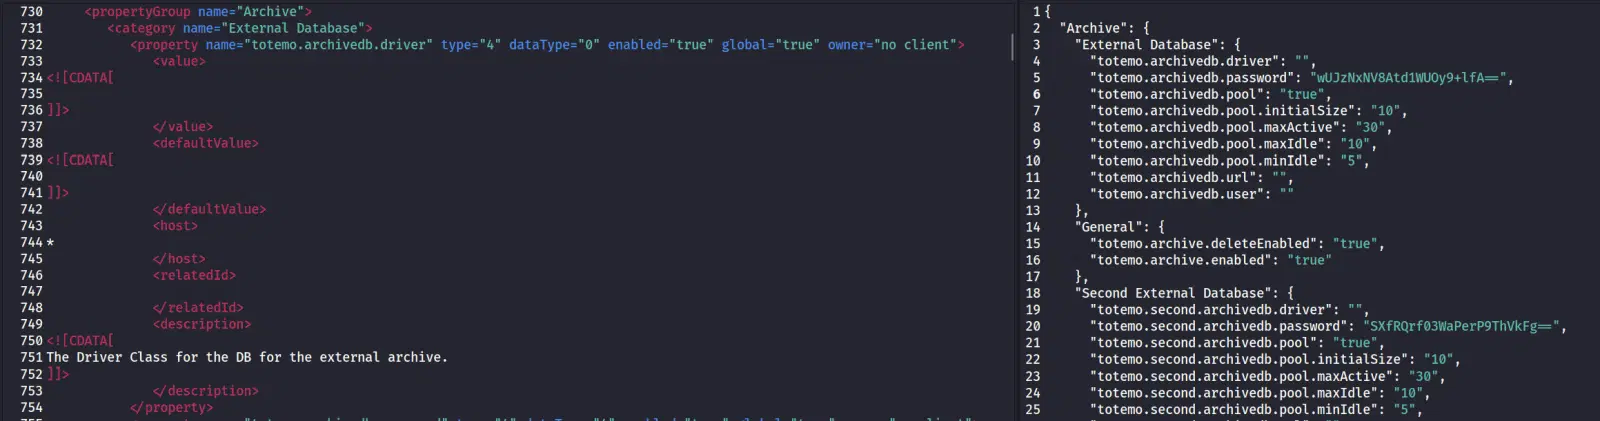 730     <propertyGroup name="Archive">
731        <category name="External Database">
732           <property name="totemo.archivedb.driver" type="4" dataType="0" enabled="true" global="true" owner="no client">
733              <value>
734<![CDATA[
735
736]]>
737              </value>
738              <defaultValue>
739<![CDATA[
740
741]]>
742              </defaultValue>
743              <host>
744*
745              </host>
746              <relatedId>
747
748              </relatedId>
749              <description>
750<![CDATA[
751The Driver Class for the DB for the external archive.
752]]>
753              </description>
754           </property>
1{
2  "Archive": {
3    "External Database": {
4      "totemo.archivedb.driver": "",
5      "totemo.archivedb.password": "wUJzNxNV8Atd1WUOy9+lfA==",
6      "totemo.archivedb.pool": "true",
7      "totemo.archivedb.pool.initialSize": "10",
8      "totemo.archivedb.pool.maxActive": "30",
9      "totemo.archivedb.pool.maxIdle": "10",
10      "totemo.archivedb.pool.minIdle": "5",
11      "totemo.archivedb.url": "",
12      "totemo.archivedb.user": ""
13    },
14    "General": {
15      "totemo.archive.deleteEnabled": "true",
16      "totemo.archive.enabled": "true"
17    },
18    "Second External Database": {
19      "totemo.second.archivedb.driver": "",
20      "totemo.second.archivedb.password": "SXfRQrf03WaPerP9ThVkFg==",
21      "totemo.second.archivedb.pool": "true",
22      "totemo.second.archivedb.pool.initialSize": "10",
23      "totemo.second.archivedb.pool.maxActive": "30",
24      "totemo.second.archivedb.pool.maxIdle": "10",
25      "totemo.second.archivedb.pool.minIdle": "5",